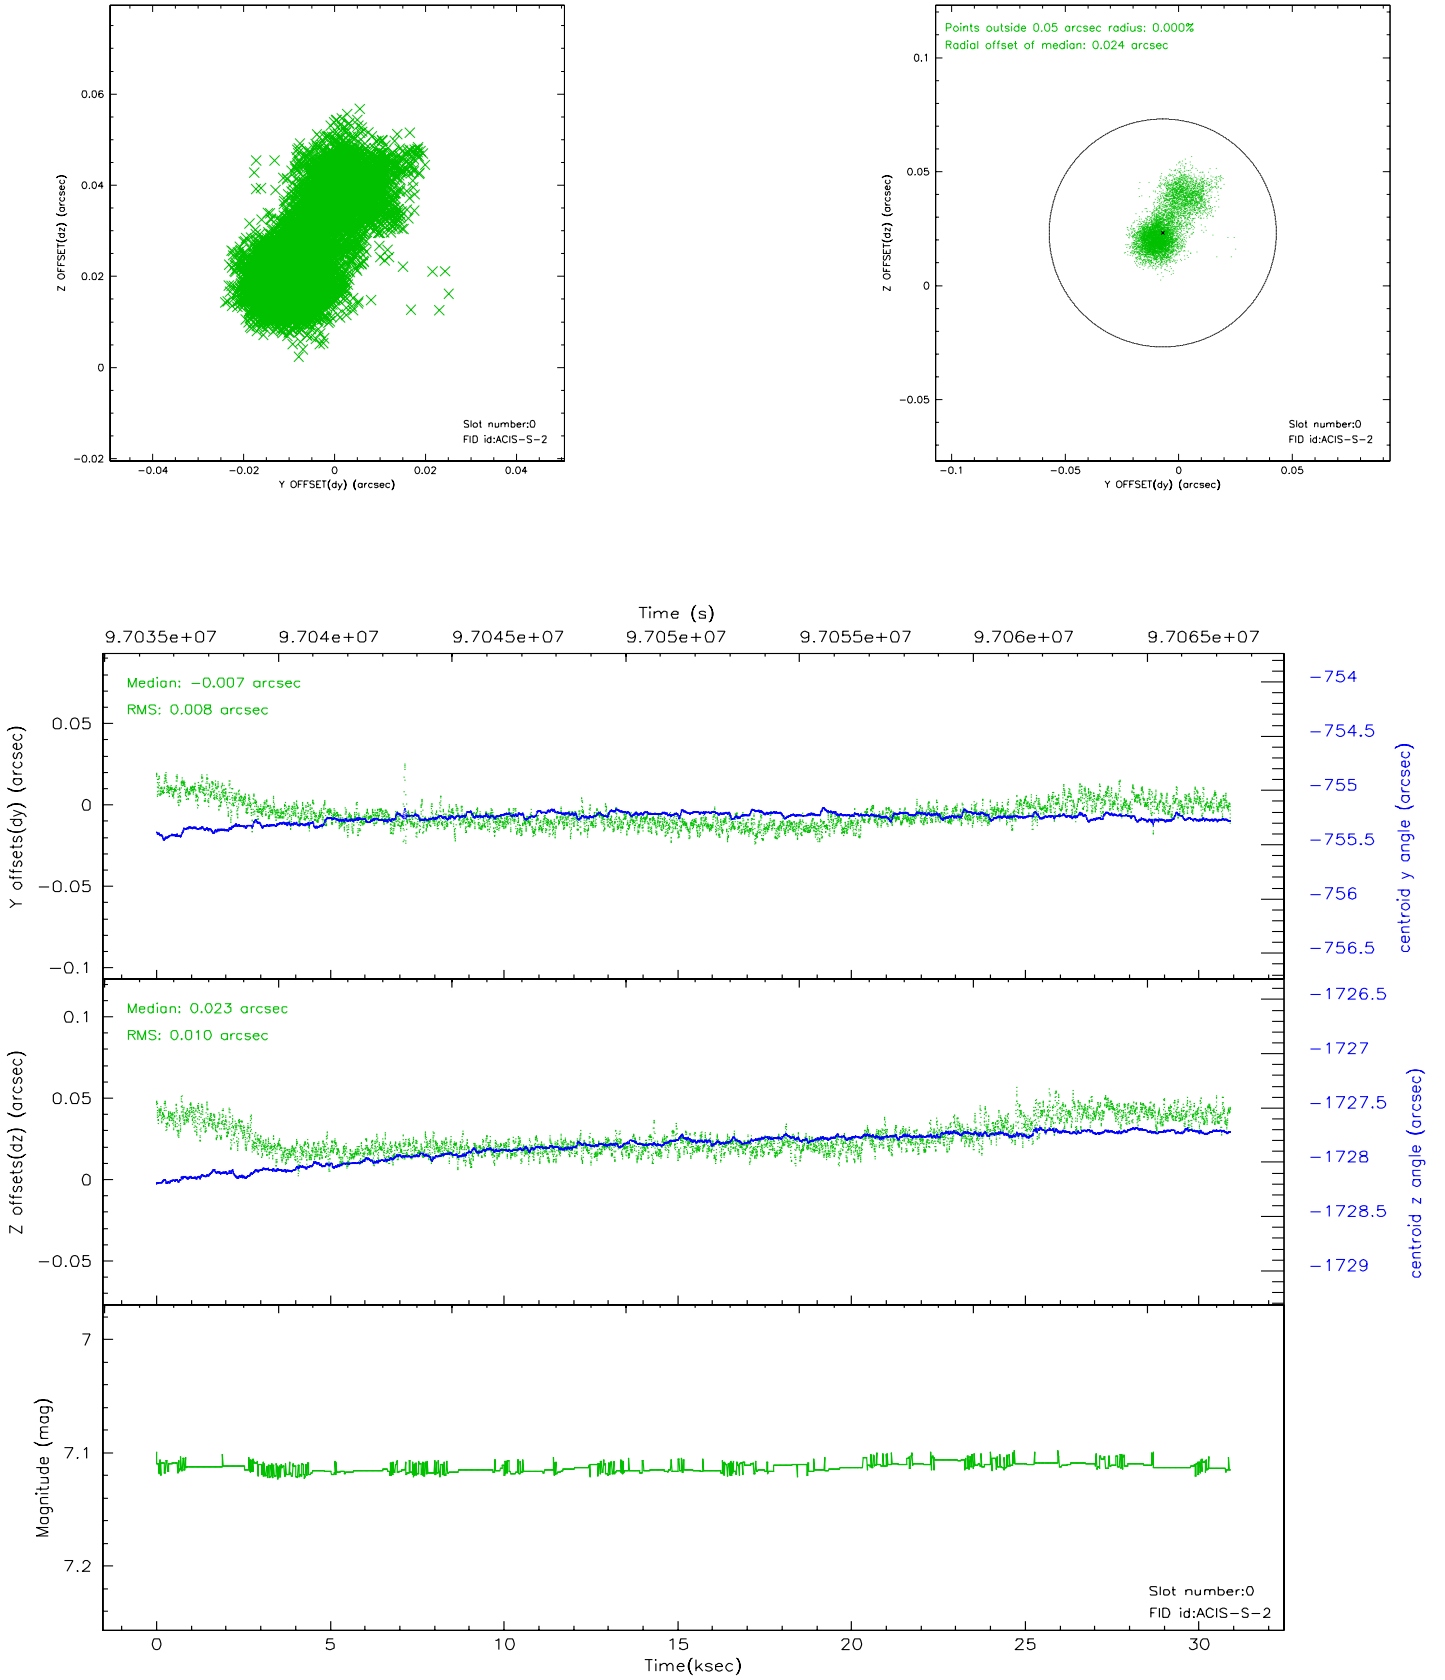 Points outside 0.05 arcsec radius: 0.000%
Radial offset of median: 0.024 arcsec
0.06
0.04
0.02
0
-0.02
Z OFFSET(dz) (arcsec)
Slot number:0
FID id:ACIS-S-2
-0.04
-0.02
0
0.02
0.04
Y OFFSET(dy) (arcsec)
0.1
0.05
0
-0.05
Z OFFSET(dz) (arcsec)
Slot number:0
FID id:ACIS-S-2
-0.1
-0.05
0
0.05
Y OFFSET(dy) (arcsec)
Time (s)
9.7035e+07
9.704e+07
9.7045e+07
9.705e+07
9.7055e+07
9.706e+07
9.7065e+07
Median: -0.007 arcsec
RMS: 0.008 arcsec
0.05
0
-0.05
-0.1
Y offsets(dy) (arcsec)
-754
-754.5
-755
-755.5
-756
-756.5
centroid y angle (arcsec)
Median: 0.023 arcsec
RMS: 0.010 arcsec
0.1
0.05
0
-0.05
Z offsets(dz) (arcsec)
-1726.5
-1727
-1727.5
-1728
-1728.5
-1729
centroid z angle (arcsec)
7
7.1
7.2
Magnitude (mag)
Slot number:0
FID id:ACIS-S-2
0
5
10
15
20
25
30
Time(ksec)